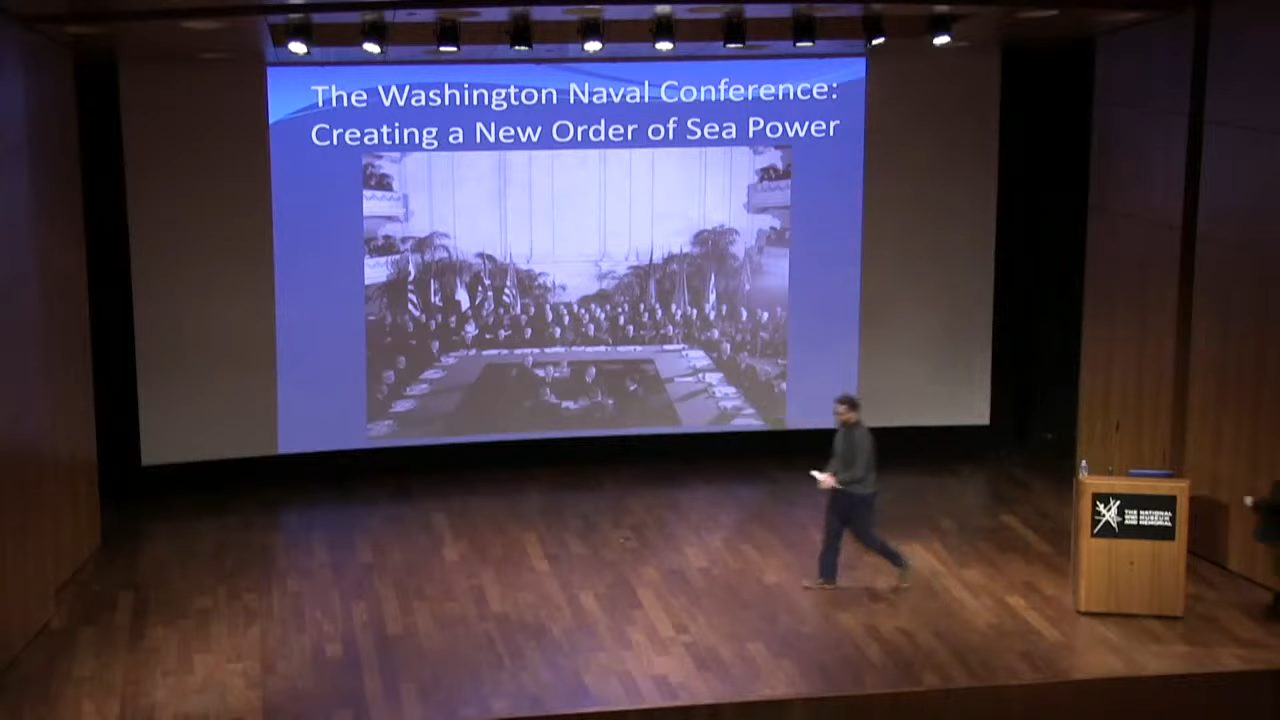 The Washington Naval Conference:
Creating a New Order of Sea Power
THE NATIONAL
WWI MUSEUM
AND MEMORIAL